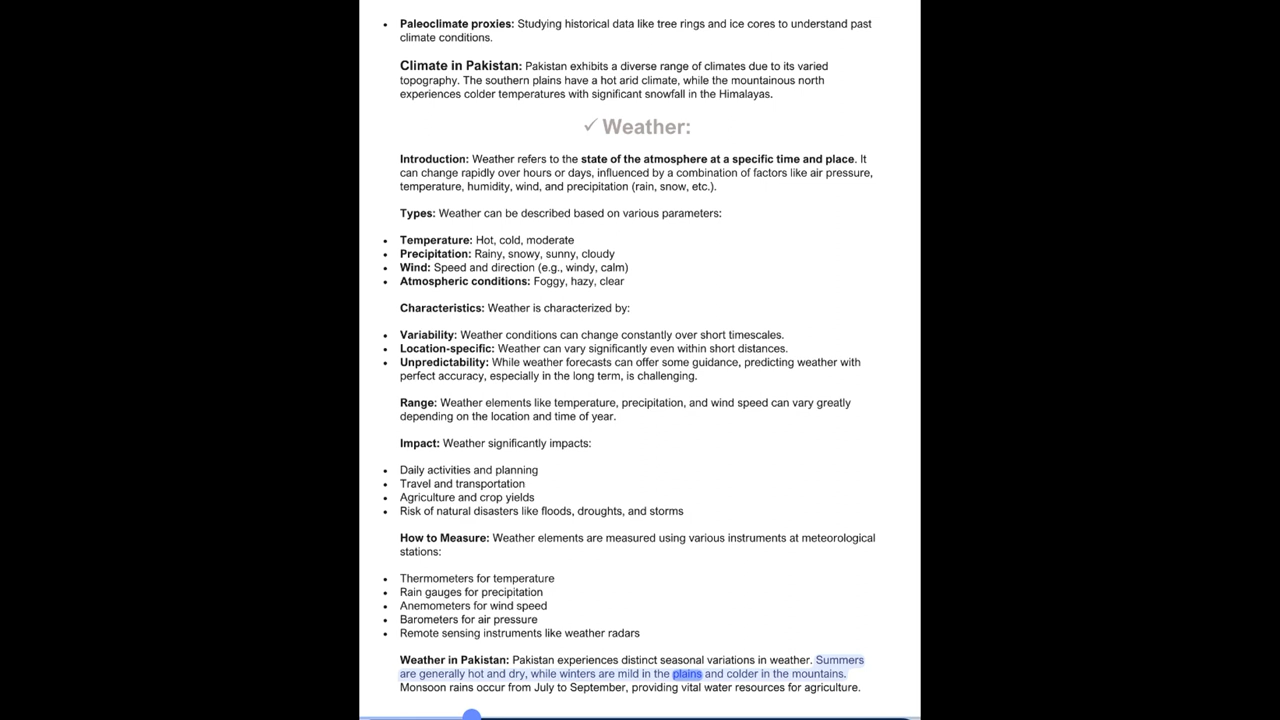 • Paleoclimate proxies: Studying historical data like tree rings and ice cores to understand past
climate conditions.
Climate in Pakistan: Pakistan exhibits a diverse range of climates due to its varied
topography. The southern plains have a hot arid climate, while the mountainous north
experiences colder temperatures with significant snowfall in the Himalayas.
✓ Weather:
Introduction: Weather refers to the state of the atmosphere at a specific time and place. It
can change rapidly over hours or days, influenced by a combination of factors like air pressure,
temperature, humidity, wind, and precipitation (rain, snow, etc.).
Types: Weather can be described based on various parameters:
• Temperature: Hot, cold, moderate
• Precipitation: Rainy, snowy, sunny, cloudy
• Wind: Speed and direction (e.g., windy, calm)
• Atmospheric conditions: Foggy, hazy, clear
Characteristics: Weather is characterized by:
• Variability: Weather conditions can change constantly over short timescales.
• Location-specific: Weather can vary significantly even within short distances.
• Unpredictability: While weather forecasts can offer some guidance, predicting weather with
perfect accuracy, especially in the long term, is challenging.
Range: Weather elements like temperature, precipitation, and wind speed can vary greatly
depending on the location and time of year.
Impact: Weather significantly impacts:
• Daily activities and planning
• Travel and transportation
• Agriculture and crop yields
• Risk of natural disasters like floods, droughts, and storms
How to Measure: Weather elements are measured using various instruments at meteorological
stations:
• Thermometers for temperature
• Rain gauges for precipitation
• Anemometers for wind speed
• Barometers for air pressure
• Remote sensing instruments like weather radars
Weather in Pakistan: Pakistan experiences distinct seasonal variations in weather. Summers
are generally hot and dry, while winters are mild in the plains and colder in the mountains.
Monsoon rains occur from July to September, providing vital water resources for agriculture.